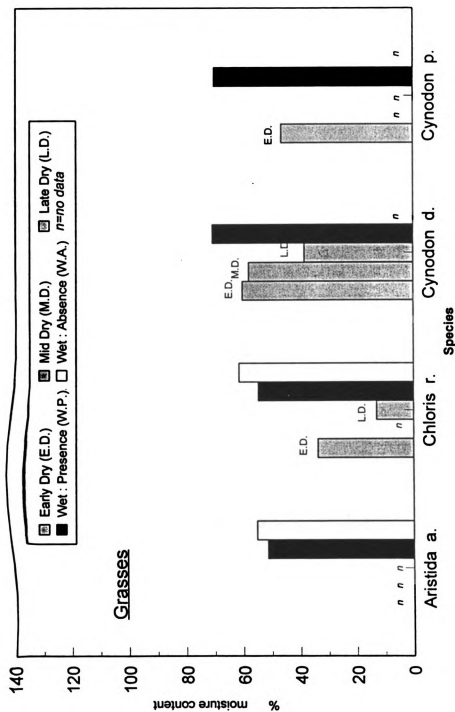 140
120
100
80
60
40
20
0
% moisture content
Early Dry (E.D.) Mid Dry (M.D.) Late Dry (L.D.)
Wet : Presence (W.P.) Wet : Absence (W.A.) n=no data
Grasses
n n n
E.D. n L.D.
E.D. M.D. L.D. n
E.D. n n n
Aristida a. Chloris r. Cynodon d. Cynodon p.
Species